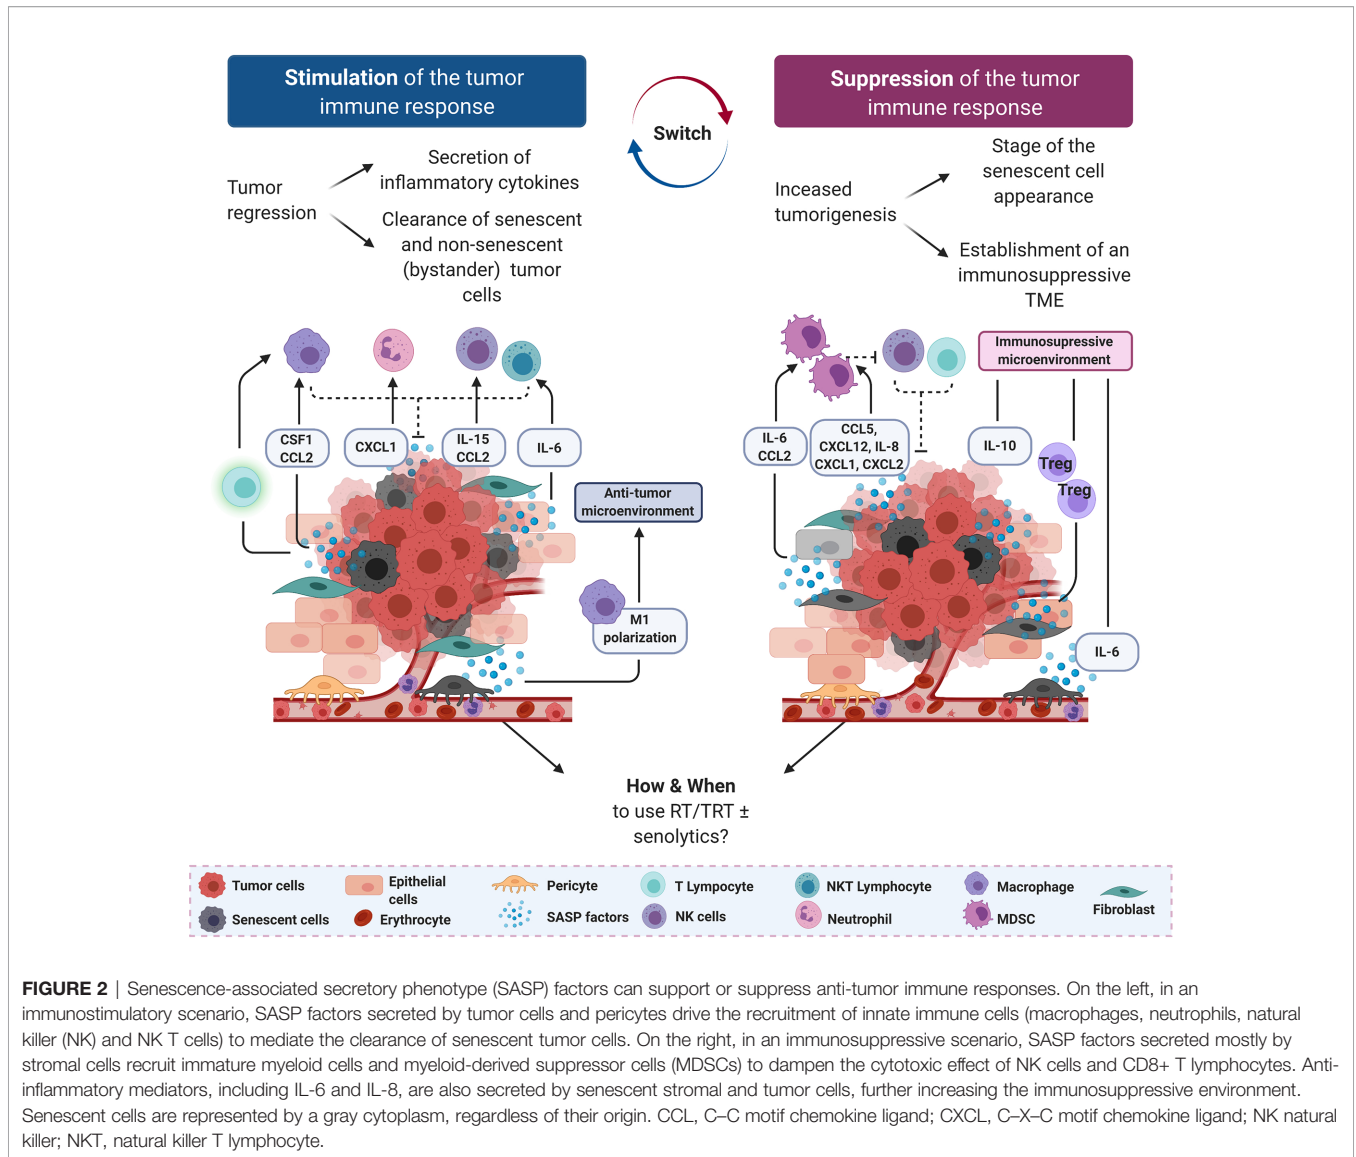 Stimulation of the tumor
immune response
Switch
Suppression of the tumor
immune response
Tumor
regression
Secretion of
inflammatory cytokines
Clearance of senescent
and non-senescent
(bystander) tumor
cells
Inceased
tumorigenesis
Stage of the
senescent cell
appearance
Establishment of an
immunosuppressive
TME
CSF1
CCL2
CXCL1
IL-15
CCL2
IL-6
Anti-tumor
microenvironment
M1
polarization
IL-6
CCL2
CCL5,
CXCL12, IL-8
CXCL1, CXCL2
Immunosupressive
microenvironment
IL-10
Treg
Treg
IL-6
How & When
to use RT/TRT ±
senolytics?
Tumor cells
Senescent cells
Epithelial
cells
Erythrocyte
Pericyte
SASP factors
T Lympocyte
NK cells
NKT Lymphocyte
Neutrophil
Macrophage
MDSC
Fibroblast
FIGURE 2 | Senescence-associated secretory phenotype (SASP) factors can support or suppress anti-tumor immune responses. On the left, in an
immunostimulatory scenario, SASP factors secreted by tumor cells and pericytes drive the recruitment of innate immune cells (macrophages, neutrophils, natural
killer (NK) and NK T cells) to mediate the clearance of senescent tumor cells. On the right, in an immunosuppressive scenario, SASP factors secreted mostly by
stromal cells recruit immature myeloid cells and myeloid-derived suppressor cells (MDSCs) to dampen the cytotoxic effect of NK cells and CD8+ T lymphocytes. Anti-
inflammatory mediators, including IL-6 and IL-8, are also secreted by senescent stromal and tumor cells, further increasing the immunosuppressive environment.
Senescent cells are represented by a gray cytoplasm, regardless of their origin. CCL, C–C motif chemokine ligand; CXCL, C–X–C motif chemokine ligand; NK natural
killer; NKT, natural killer T lymphocyte.